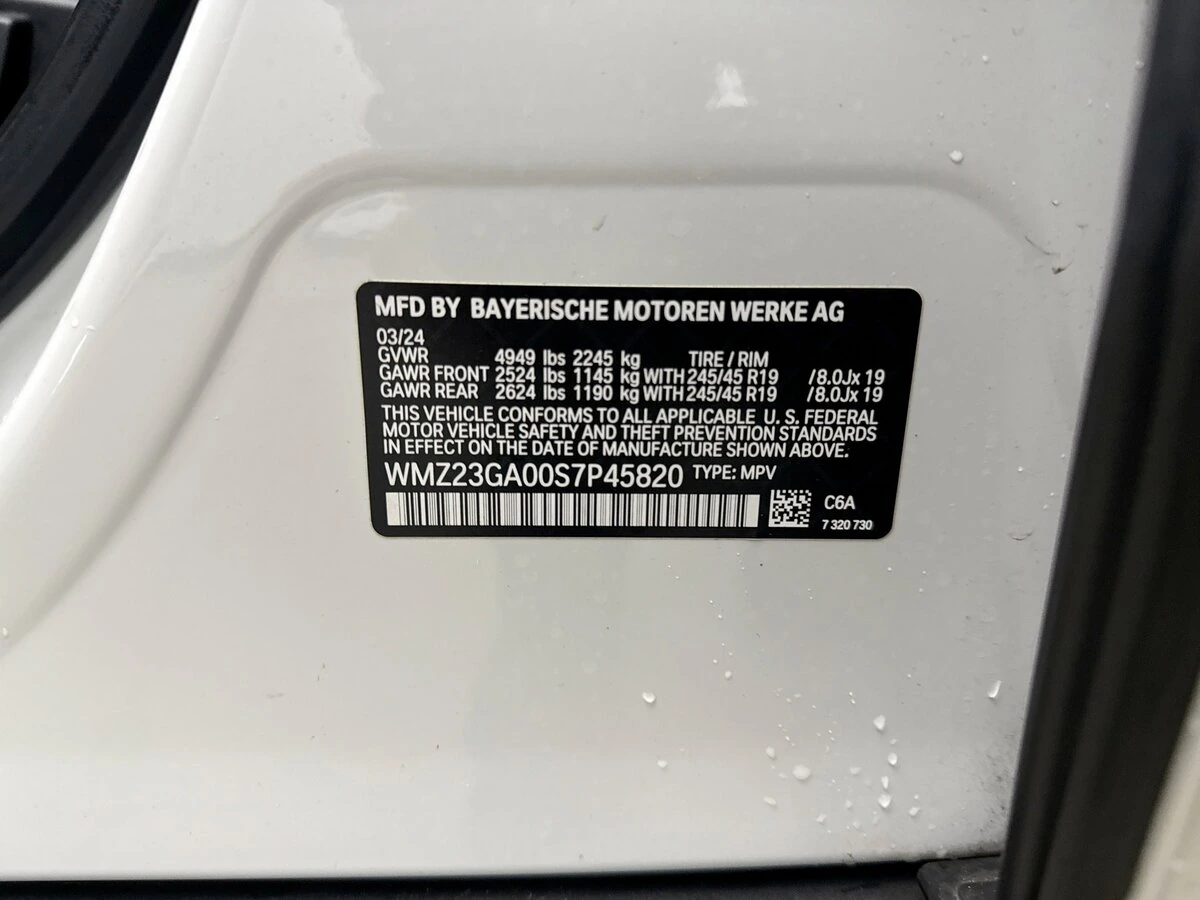 MFD BY BAYERISCHE MOTOREN WERKE AG
03/24
GVWR 4949 lbs 2245 kg TIRE / RIM
GAWR FRONT 2524 lbs 1145 kg WITH 245/45 R19 /8.0Jx 19
GAWR REAR 2624 lbs 1190 kg WITH 245/45 R19 /8.0Jx 19
THIS VEHICLE CONFORMS TO ALL APPLICABLE U. S. FEDERAL
MOTOR VEHICLE SAFETY AND THEFT PREVENTION STANDARDS
IN EFFECT ON THE DATE OF MANUFACTURE SHOWN ABOVE.
WMZ23GA00S7P45820 TYPE: MPV
C6A
7 320 730